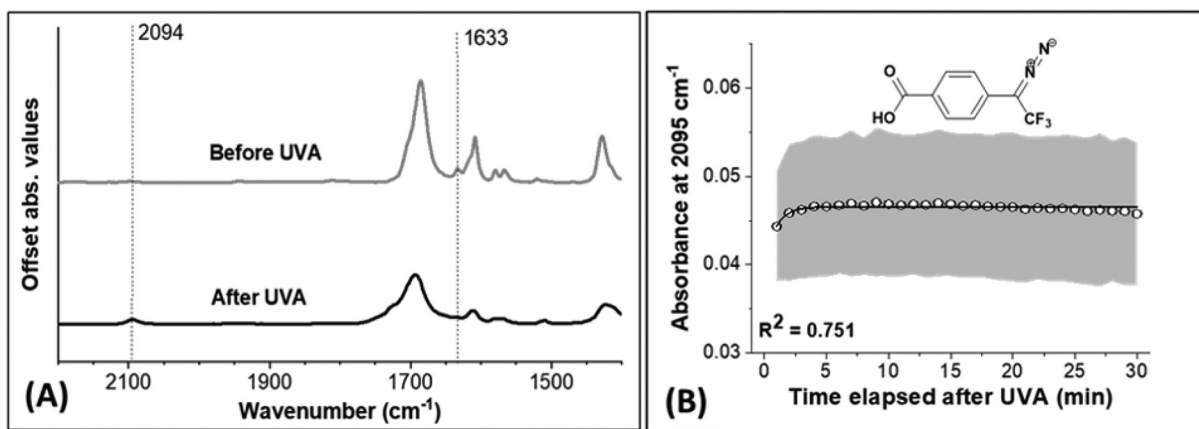 2094
1633
Before UVA
After UVA
Offset abs. values
2100
1900
1700
1500
Wavenumber (cm-1)
(A)
N⊖
N⊕
O
HO
CF3
0.06
0.05
0.04
0.03
Absorbance at 2095 cm-1
R2 = 0.751
0
5
10
15
20
25
30
Time elapsed after UVA (min)
(B)